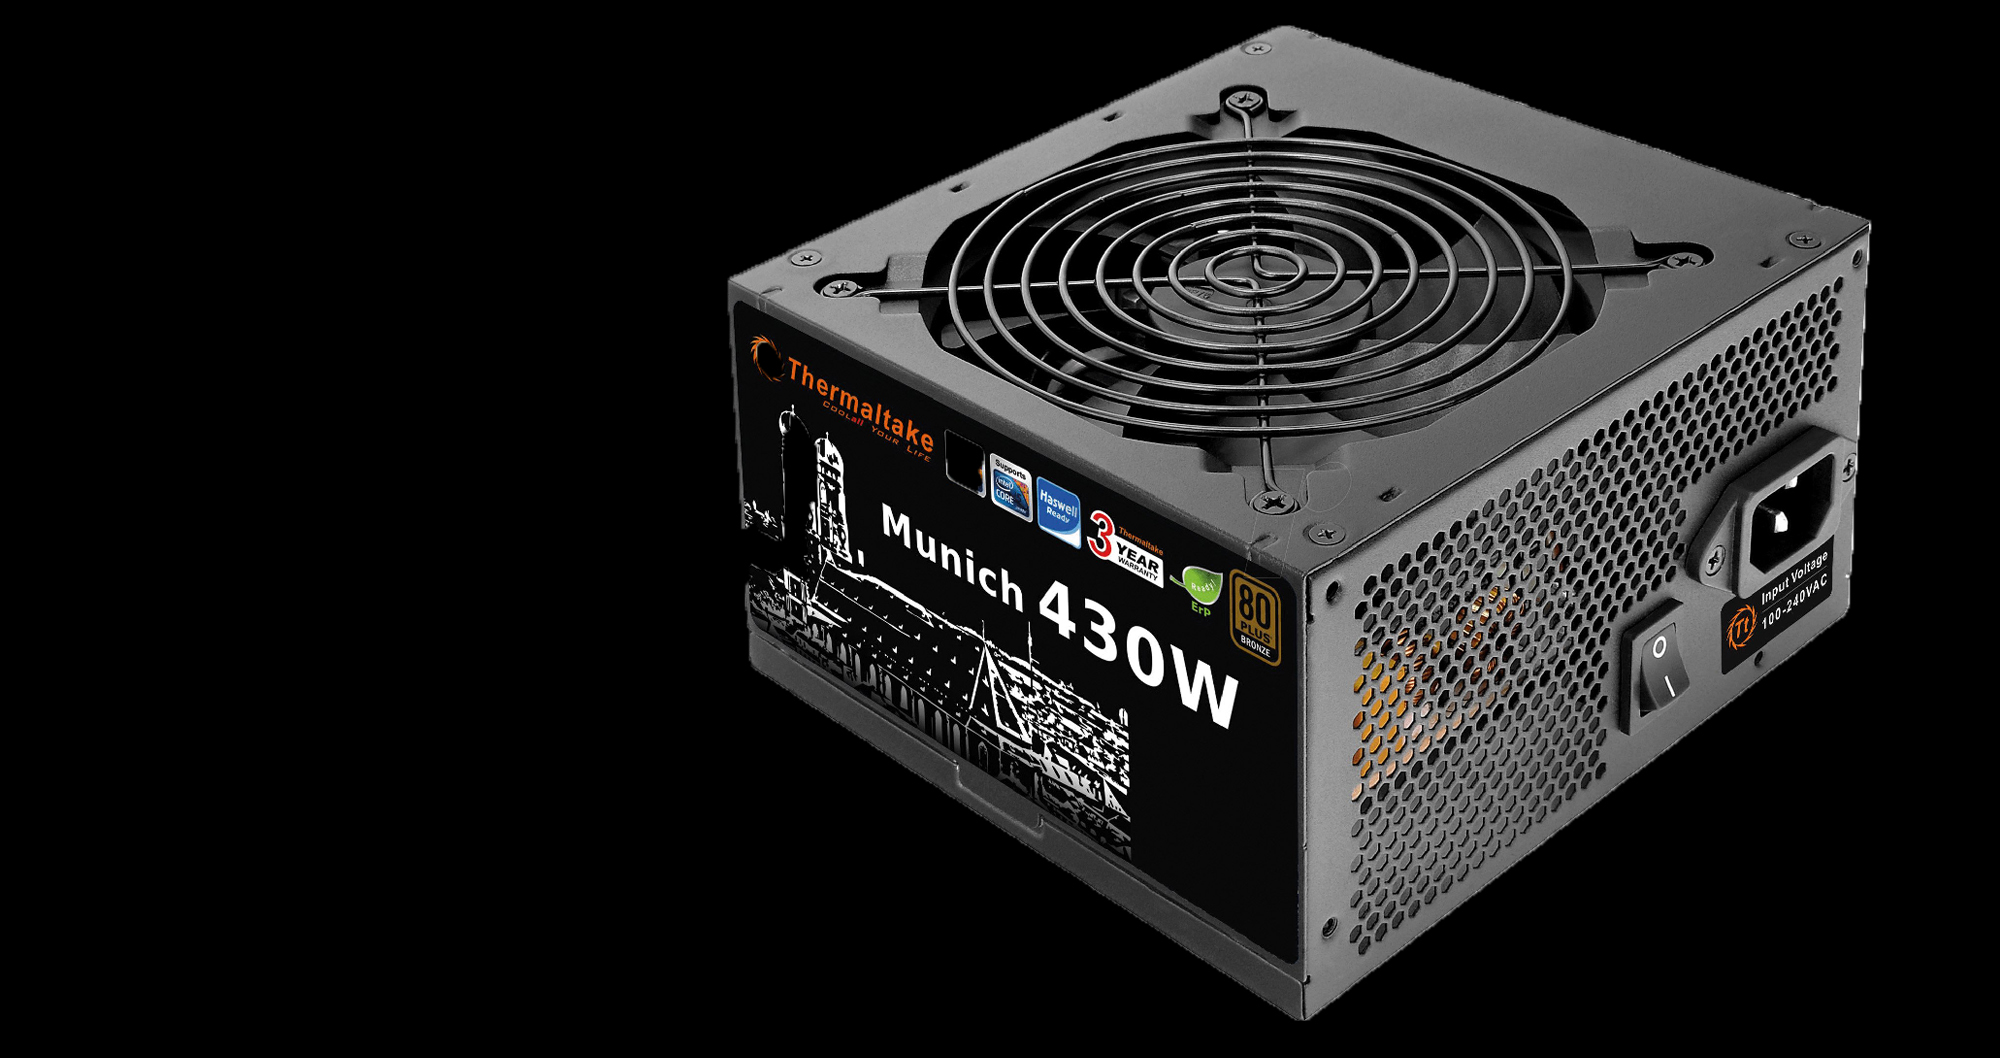 Thermaltake
COOLall YOUR LIFE
Supports
intel
CORE
Haswell
Ready
3
Thermaltake
YEAR
WARRANTY
Ready!
ErP
80
PLUS
BRONZE
Munich 430W
Input Voltage
100-240VAC
Tt
O
I